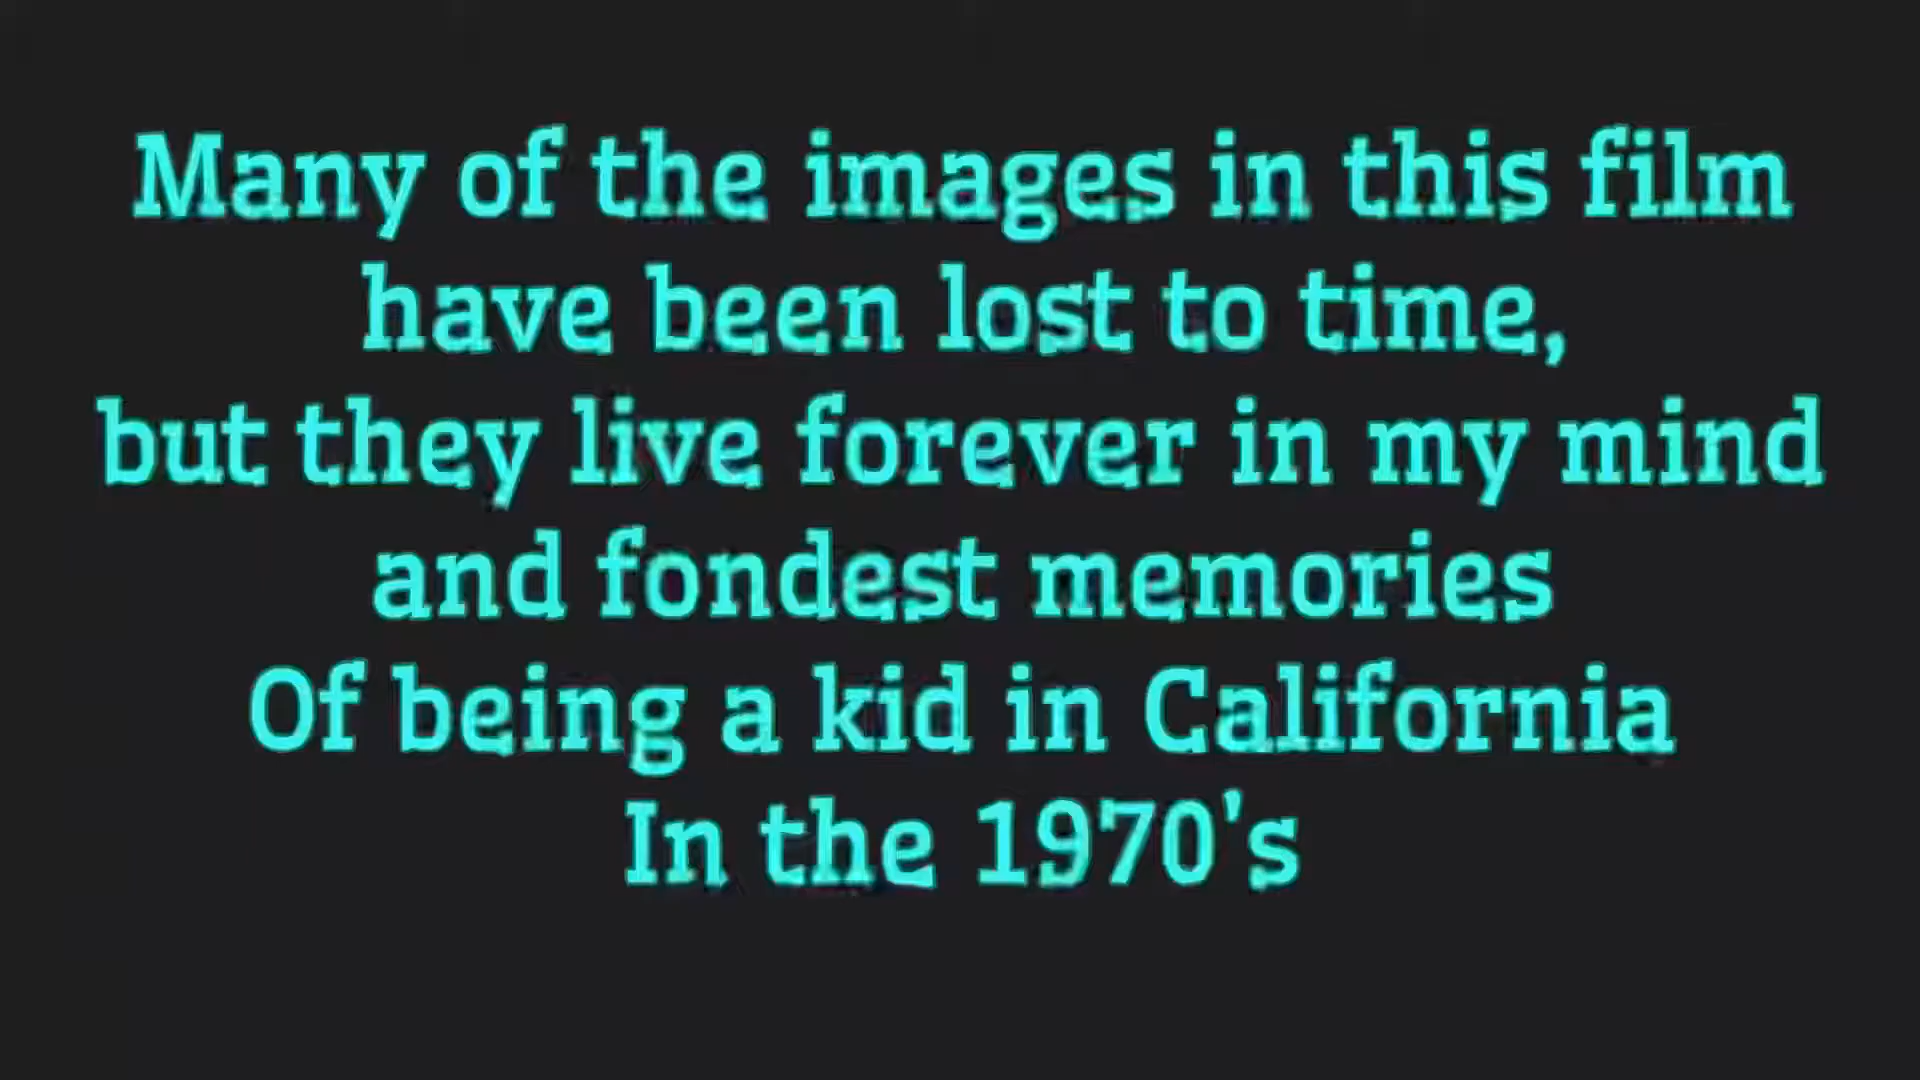 Many of the images in this film
have been lost to time,
but they live forever in my mind
and fondest memories
Of being a kid in California
In the 1970's